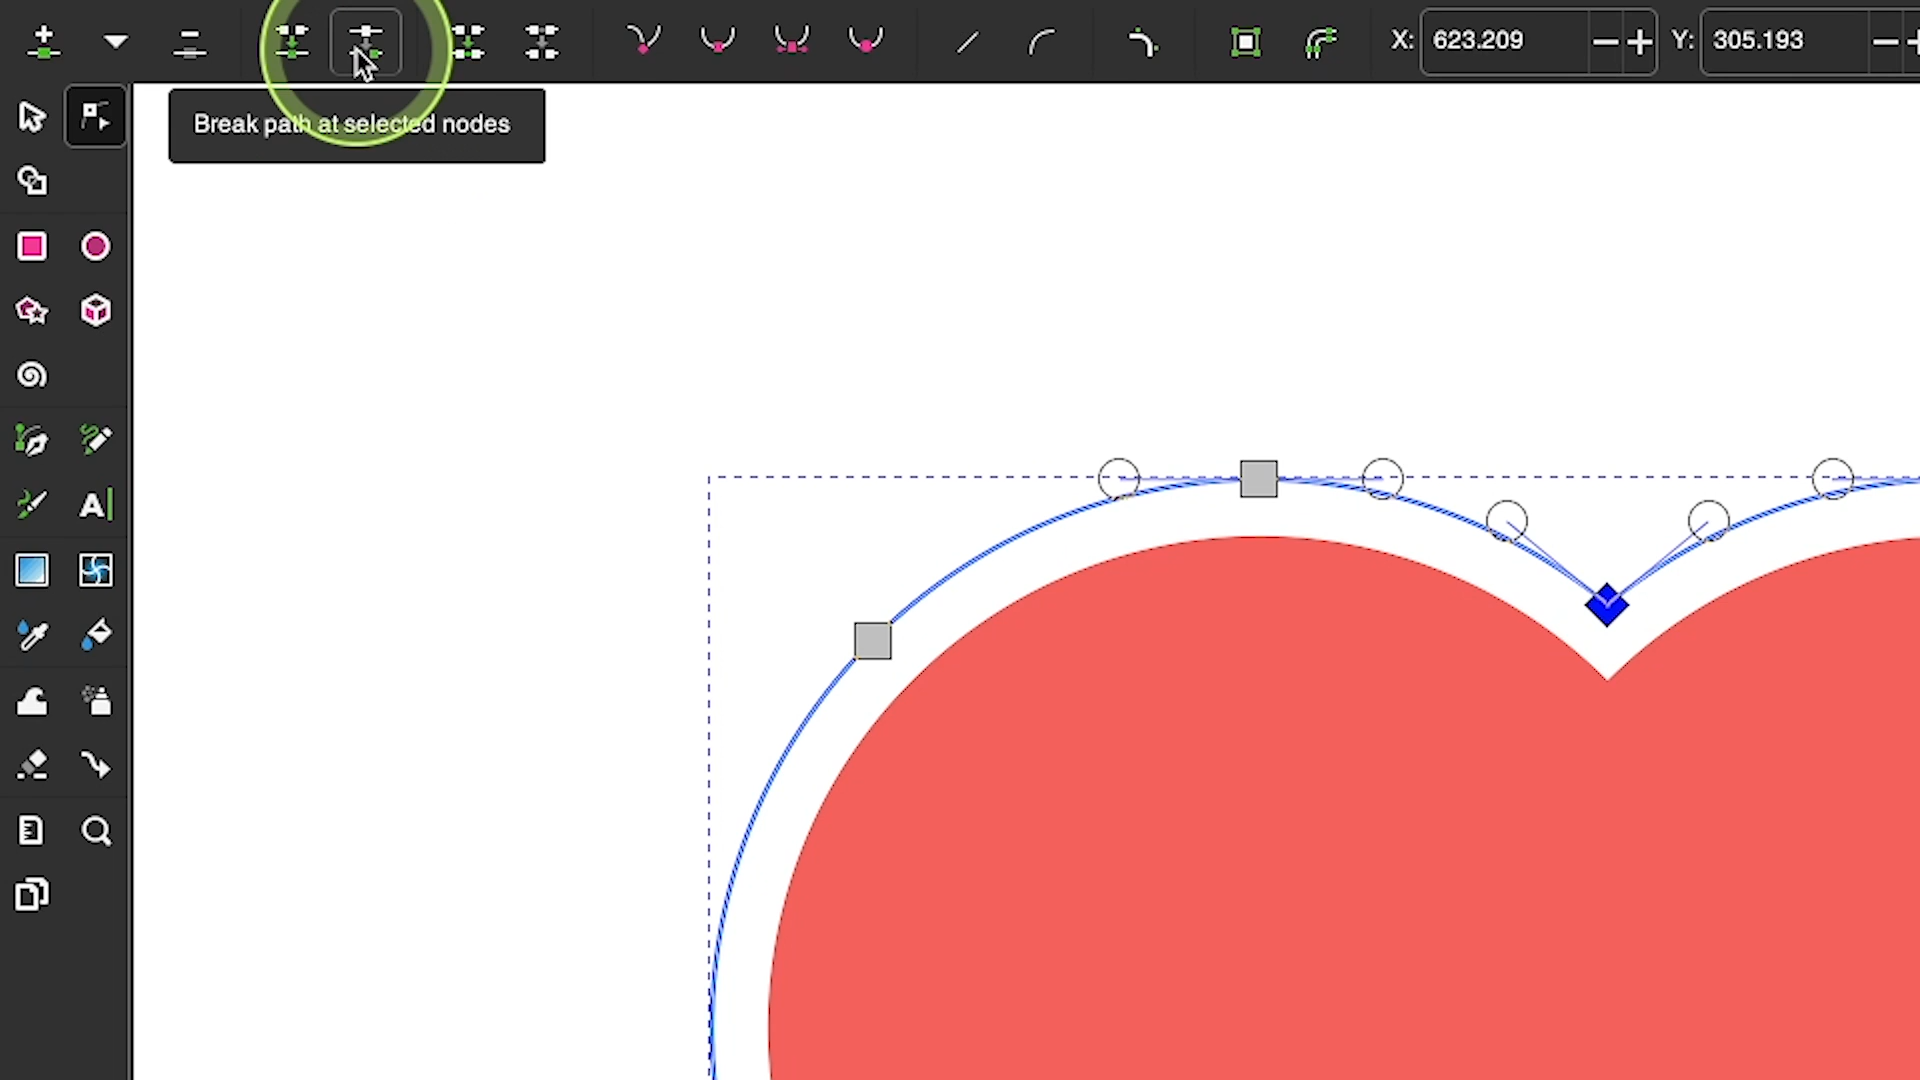 X: 623.209 Y: 305.193
Break path at selected nodes
A